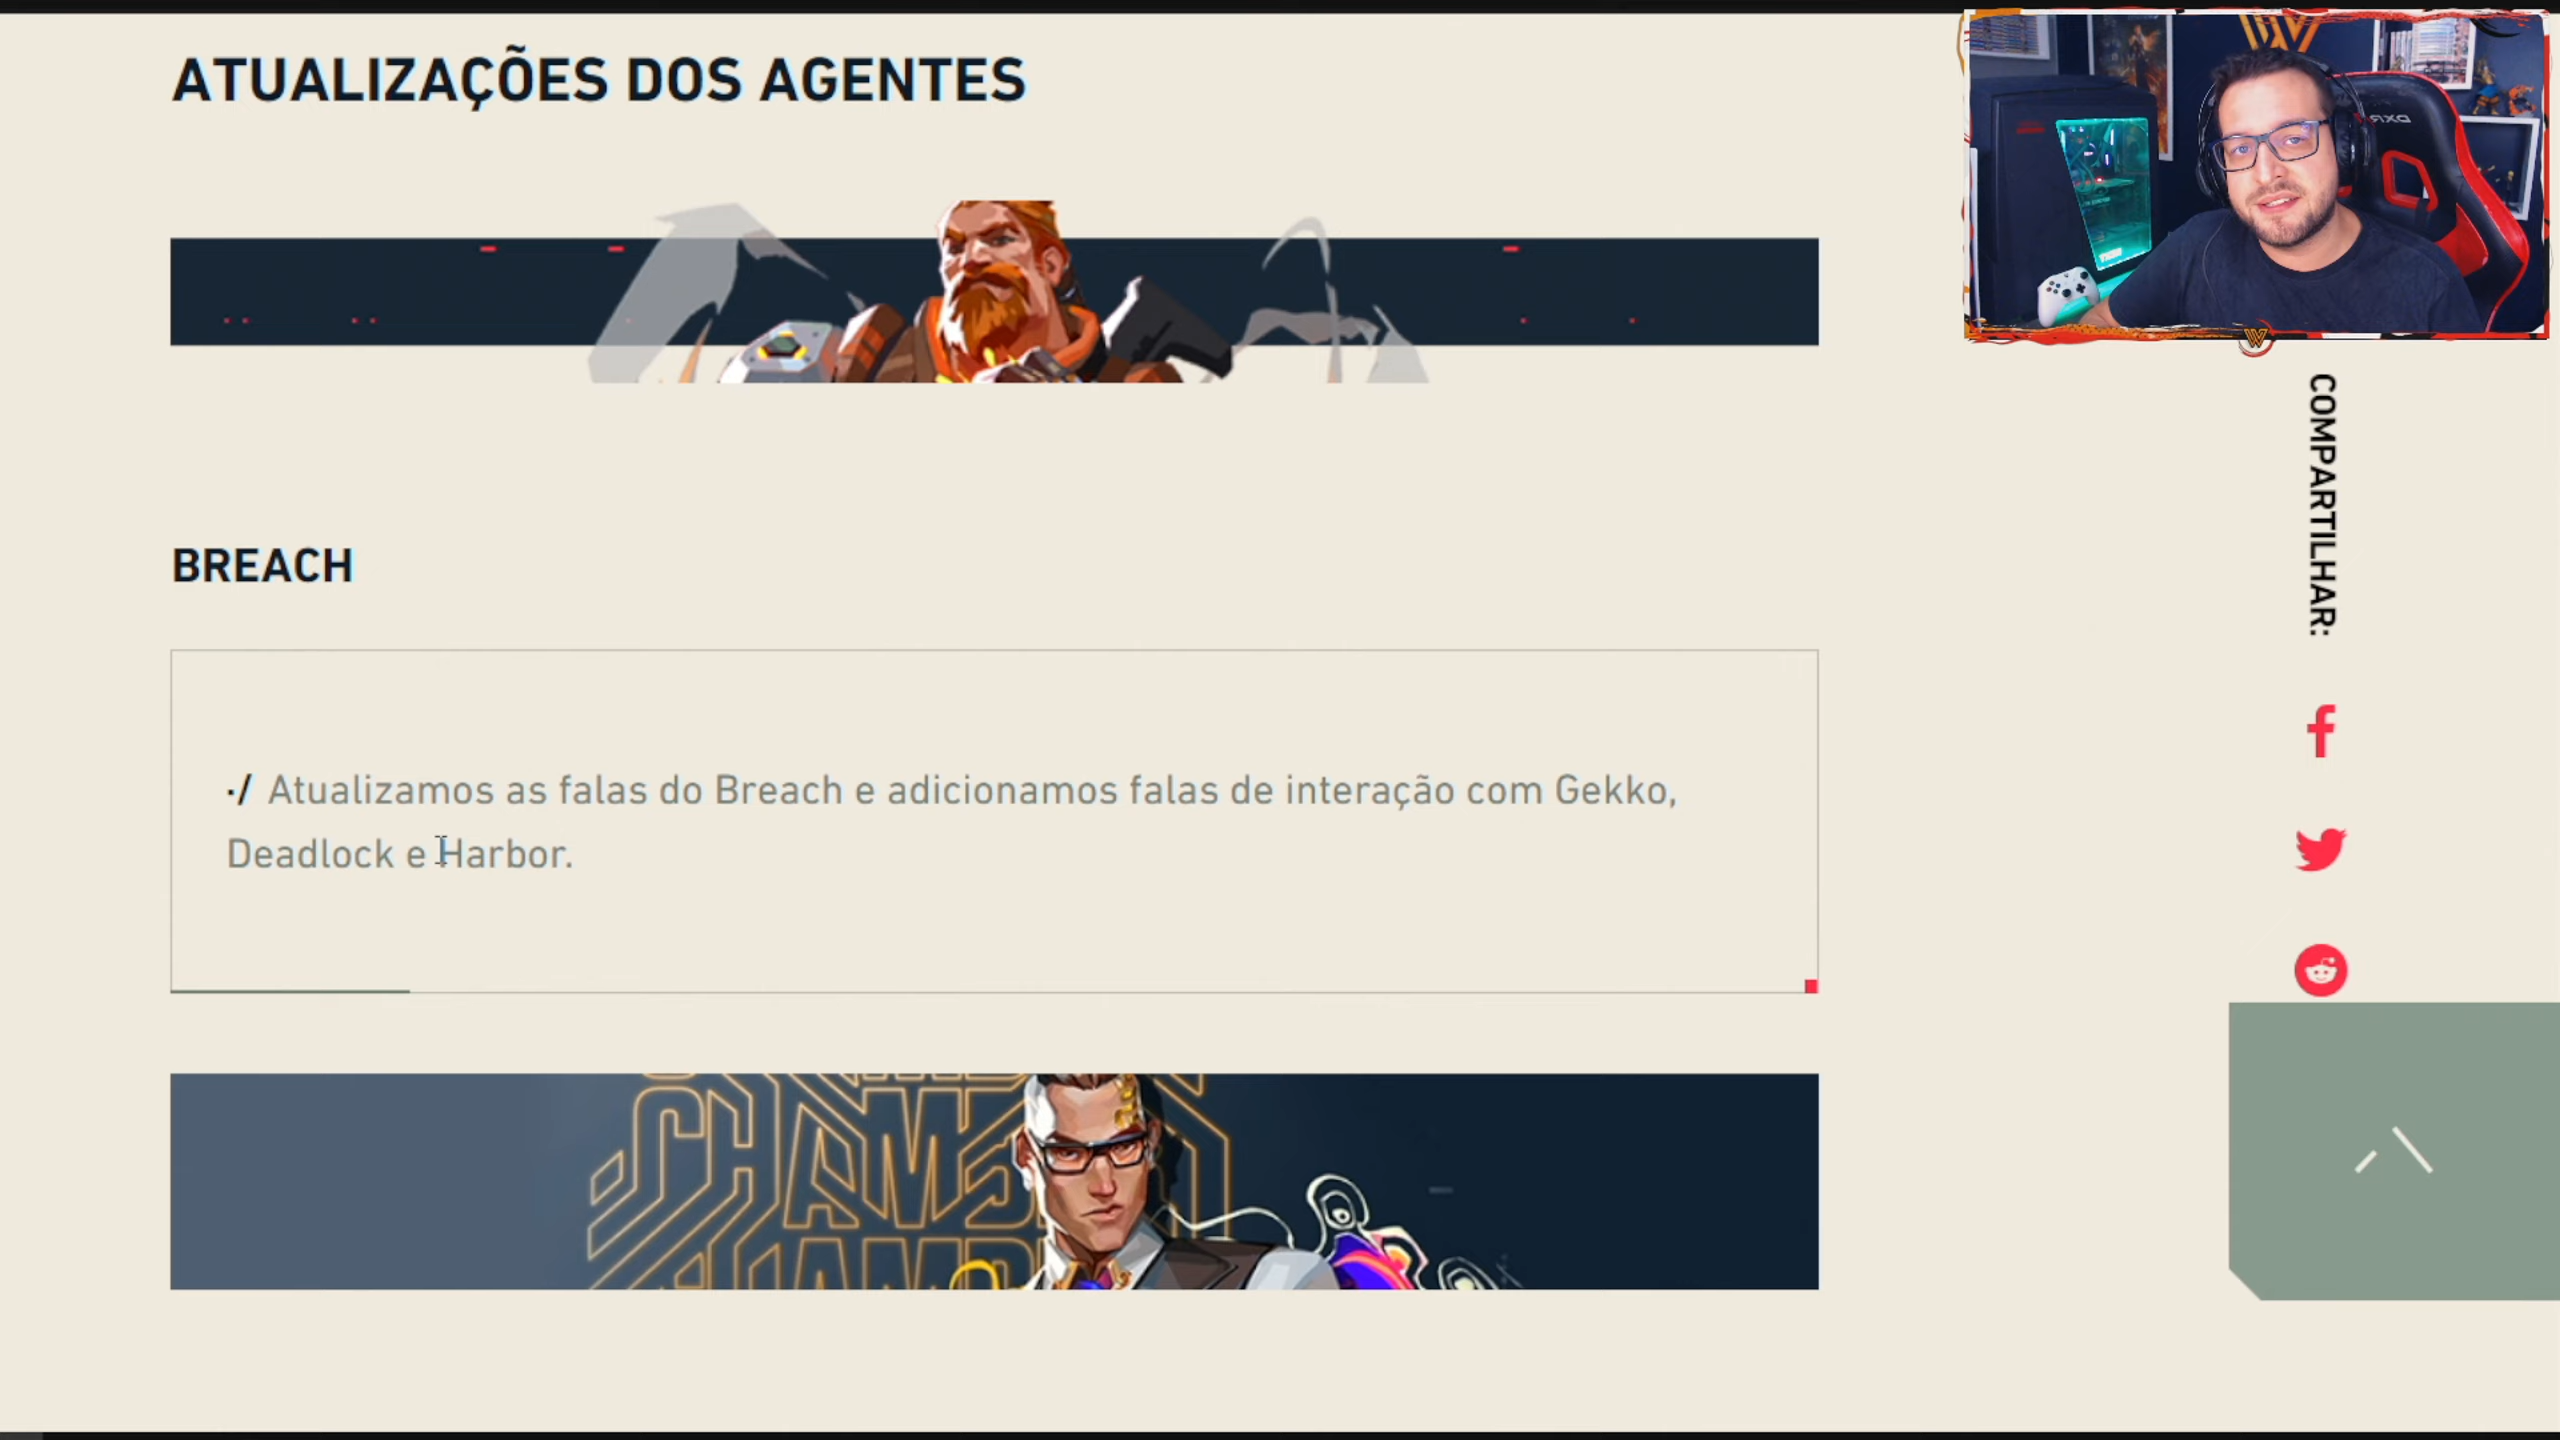 ATUALIZAÇÕES DOS AGENTES
BREACH
·/ Atualizamos as falas do Breach e adicionamos falas de interação com Gekko,
Deadlock e Harbor.
COMPARTILHAR: